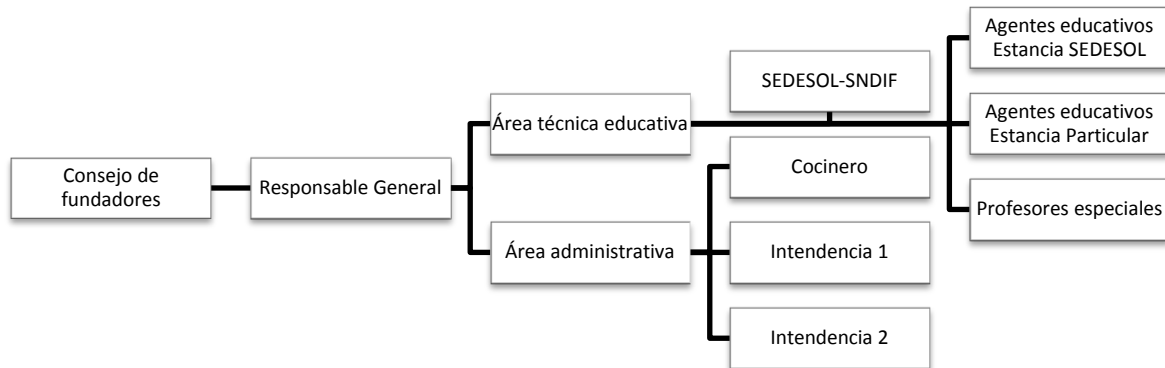 Consejo de
fundadores
Responsable General
Área técnica educativa
Área administrativa
SEDESOL-SNDIF
Cocinero
Intendencia 1
Intendencia 2
Agentes educativos
Estancia SEDESOL
Agentes educativos
Estancia Particular
Profesores especiales